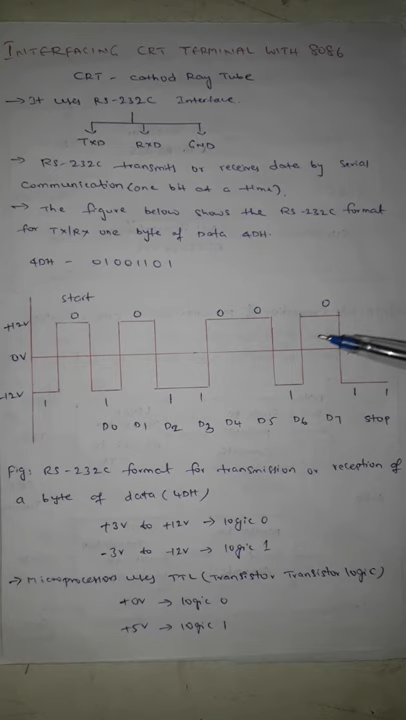 INTERFACING CRT TERMINAL WITH 8086
CRT - cathod Ray Tube
→ It uses RS-232C Interface.
TXD RXD GND
→ RS-232C transmits or receives data by serial
communication (one bit at a time).
→ The figure below shows the RS-232C format
for Tx/Rx one byte of Data 4DH.
4DH - 01001101
start
+12V 0 0 0 0 0
0V
-12V 1 1 1 1 1 1 1
D0 D1 D2 D3 D4 D5 D6 D7 Stop
Fig: RS-232C format for transmission or reception of
a byte of data (4DH)
+3V to +12V → logic 0
-3V to -12V → logic 1
→ Microprocessor uses TTL (Transistor Transistor logic)
+0V → logic 0
+5V → logic 1